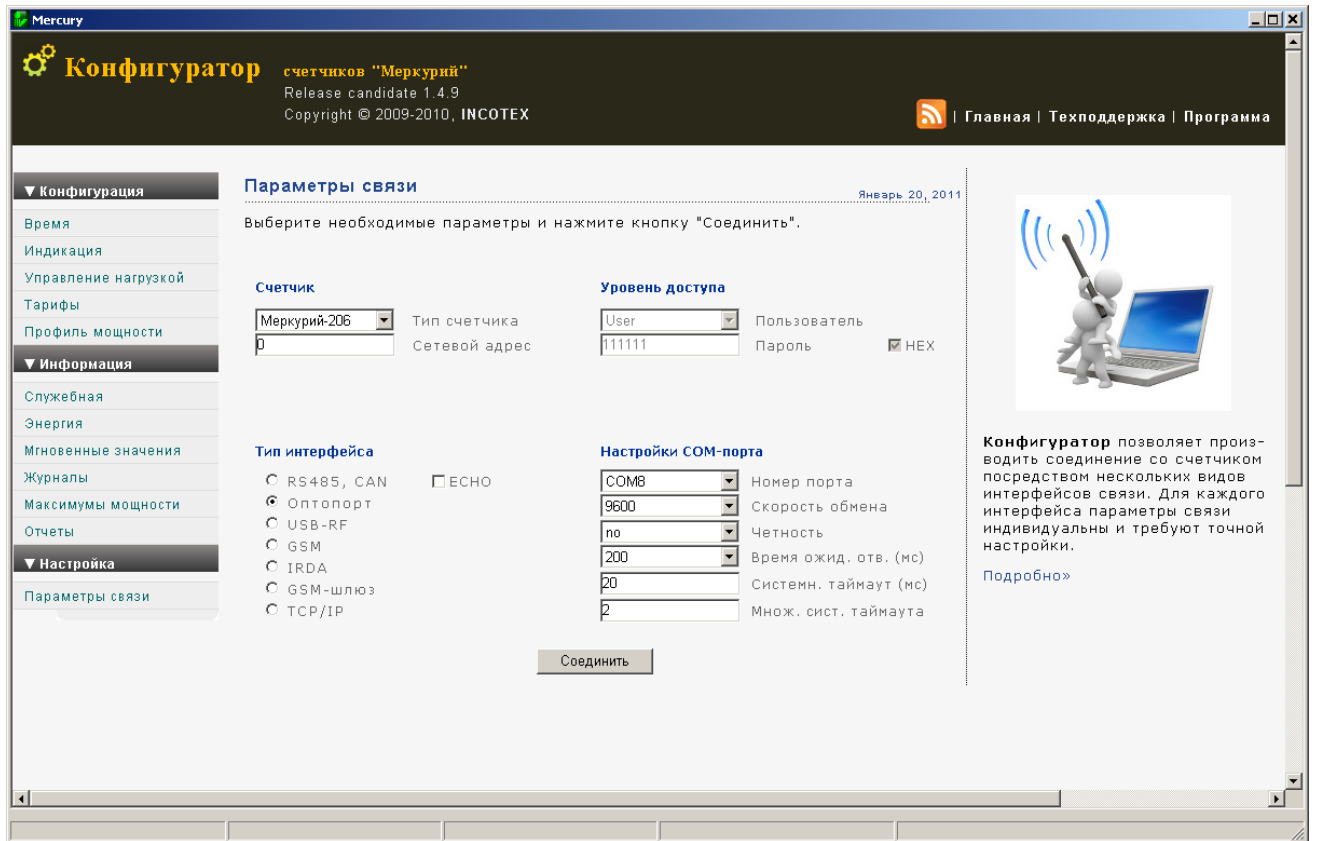 Mercury
Конфигуратор счетчиков "Меркурий"
Release candidate 1.4.9
Copyright © 2009-2010, INCOTEX
| Главная | Техподдержка | Программа
▼ Конфигурация
Время
Индикация
Управление нагрузкой
Тарифы
Профиль мощности
▼ Информация
Служебная
Энергия
Мгновенные значения
Журналы
Максимумы мощности
Отчеты
▼ Настройка
Параметры связи
Параметры связи
Январь 20, 2011
Выберите необходимые параметры и нажмите кнопку "Соединить".
Счетчик
Меркурий-206 Тип счетчика
0 Сетевой адрес
Уровень доступа
User Пользователь
111111 Пароль HEX
Тип интерфейса
RS485, CAN ECHO
Оптопорт
USB-RF
GSM
IRDA
GSM-шлюз
TCP/IP
Настройки COM-порта
COM8 Номер порта
9600 Скорость обмена
no Четность
200 Время ожид. отв. (мс)
20 Системн. таймаут (мс)
2 Множ. сист. таймаута
Соединить
Конфигуратор позволяет произ-
водить соединение со счетчиком
посредством нескольких видов
интерфейсов связи. Для каждого
интерфейса параметры связи
индивидуальны и требуют точной
настройки.
Подробно»